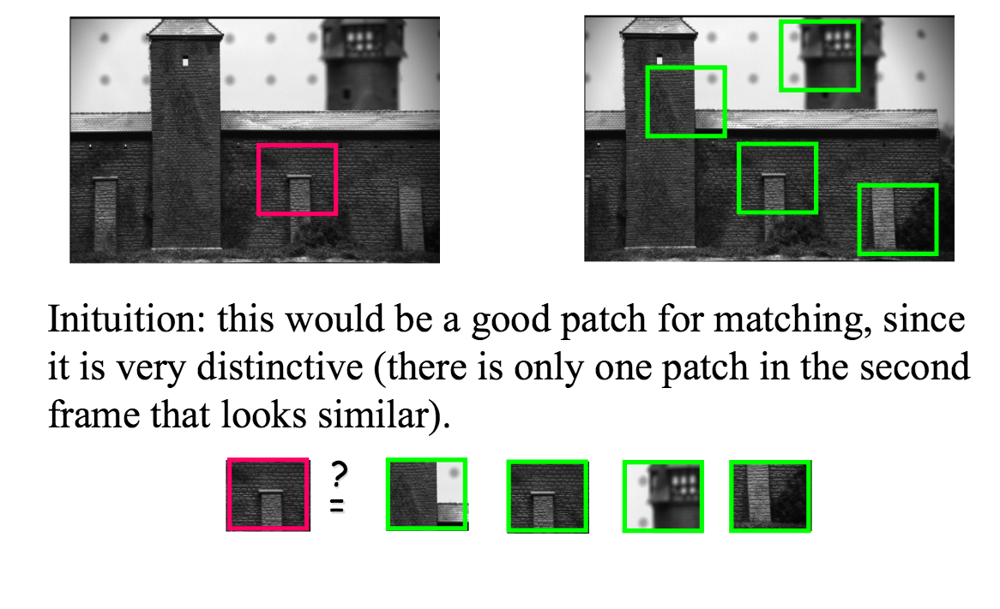 Inituition: this would be a good patch for matching, since
it is very distinctive (there is only one patch in the second
frame that looks similar).
?
=